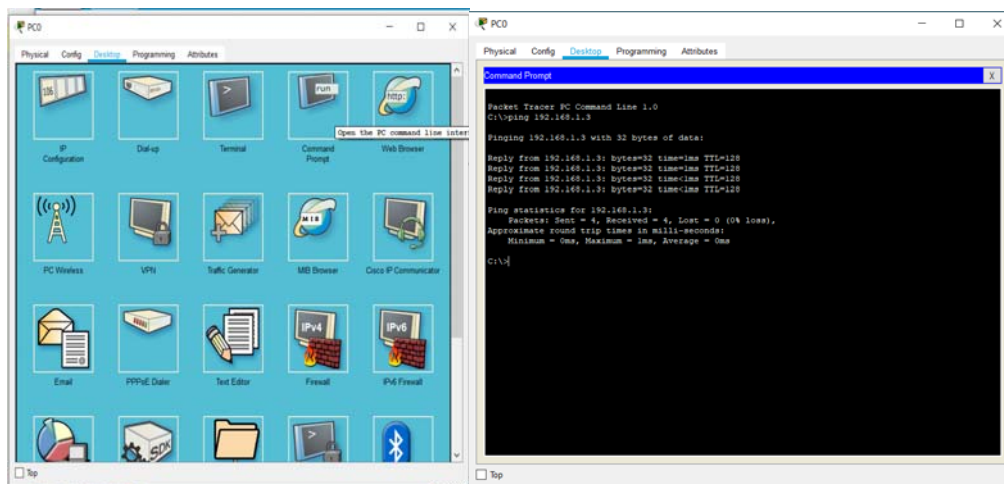 PC0
Physical Config Desktop Programming Attributes
106
>
run
http:
Open the PC command line inter
IP Configuration
Dial-up
Terminal
Command Prompt
Web Browser
MIB
PC Wireless
VPN
Traffic Generator
MIB Browser
Cisco IP Communicator
IPv4
IPv6
Email
PPPoE Dialer
Text Editor
Firewall
IPv6 Firewall
SDK
>
Top
PC0
Physical Config Desktop Programming Attributes
Command Prompt
X
Packet Tracer PC Command Line 1.0
C:\>ping 192.168.1.3
Pinging 192.168.1.3 with 32 bytes of data:
Reply from 192.168.1.3: bytes=32 time=1ms TTL=128
Reply from 192.168.1.3: bytes=32 time=1ms TTL=128
Reply from 192.168.1.3: bytes=32 time<1ms TTL=128
Reply from 192.168.1.3: bytes=32 time<1ms TTL=128
Ping statistics for 192.168.1.3:
Packets: Sent = 4, Received = 4, Lost = 0 (0% loss),
Approximate round trip times in milli-seconds:
Minimum = 0ms, Maximum = 1ms, Average = 0ms
C:\>
Top